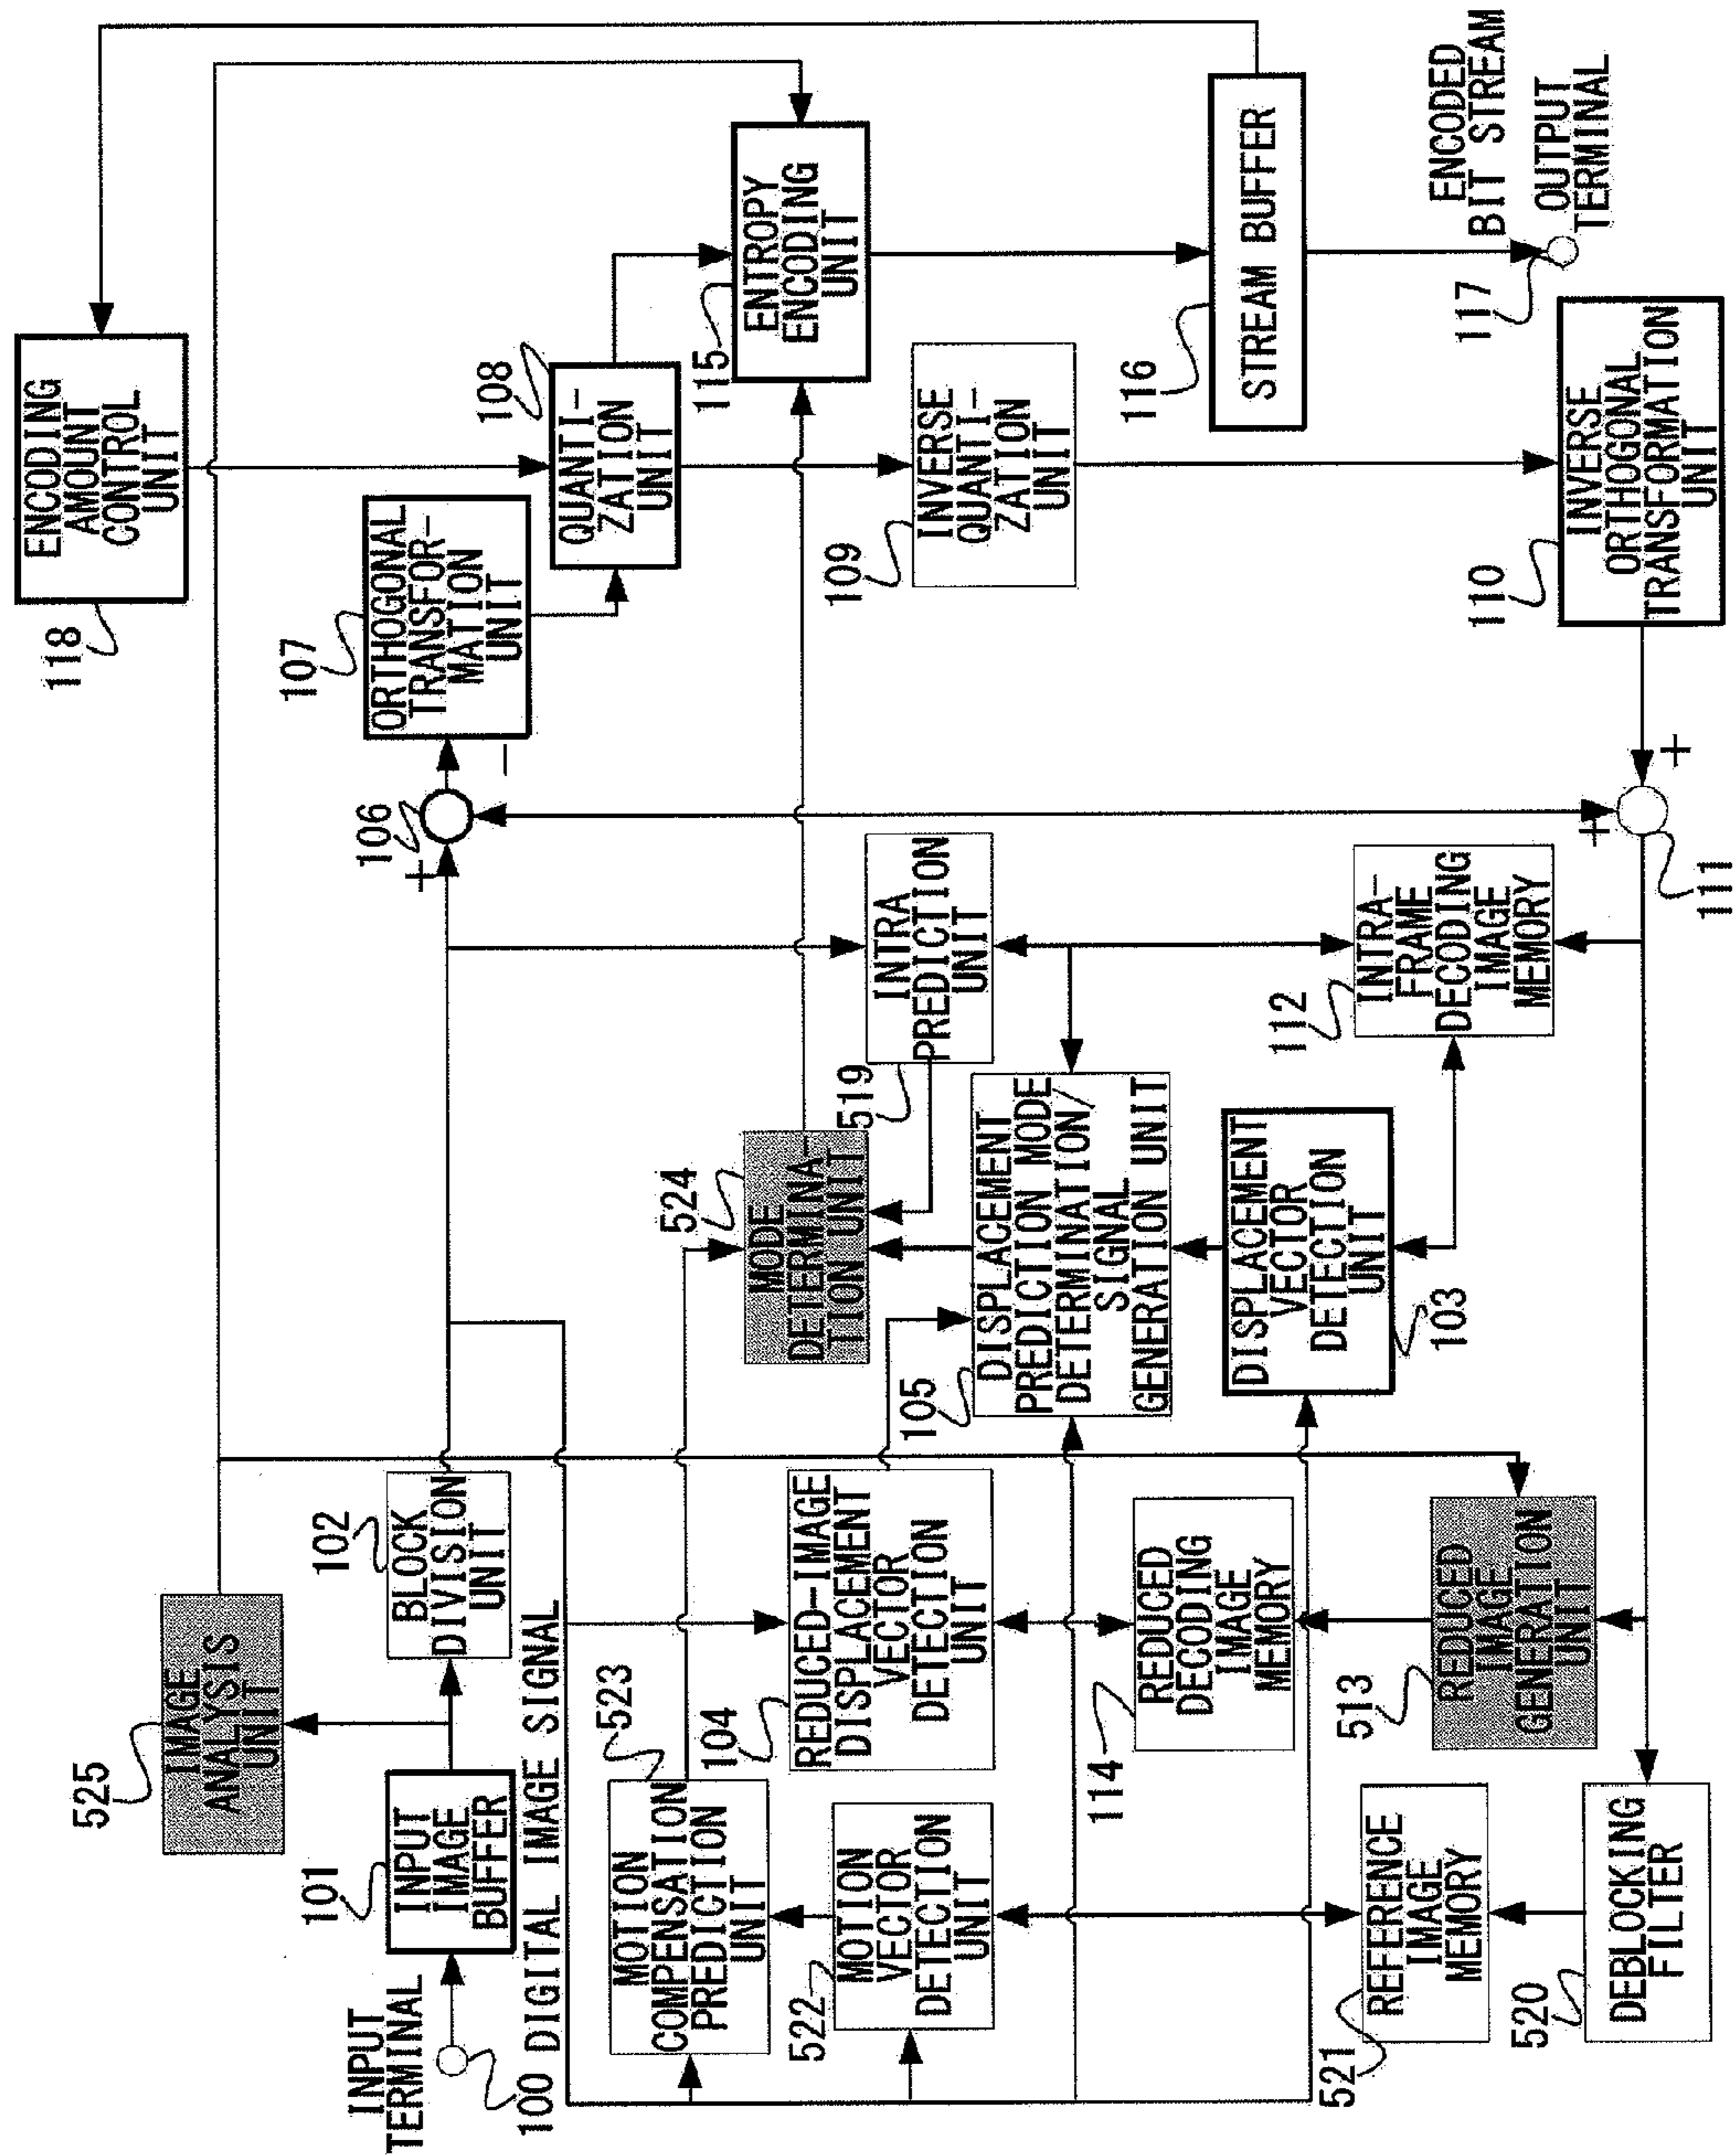 INPUT
TERMINAL
100 DIGITAL IMAGE SIGNAL
101
INPUT
IMAGE
BUFFER
525
IMAGE
ANALYSIS
UNIT
102
BLOCK
DIVISION
UNIT
118
ENCODING
AMOUNT
CONTROL
UNIT
106
+
-
107
ORTHOGONAL
TRANSFOR-
MATION
UNIT
108
QUANTI-
ZATION
UNIT
523
MOTION
COMPENSATION
PREDICTION
UNIT
104
REDUCED-IMAGE
DISPLACEMENT
VECTOR
DETECTION
UNIT
524
MODE
DETERMINA-
TION UNIT
519
INTRA
PREDICTION
UNIT
115
ENTROPY
ENCODING
UNIT
522
MOTION
VECTOR
DETECTION
UNIT
105
DISPLACEMENT
PREDICTION MODE
DETERMINATION/
SIGNAL
GENERATION UNIT
109
INVERSE
QUANTI-
ZATION
UNIT
114
REDUCED
DECODING
IMAGE
MEMORY
103
DISPLACEMENT
VECTOR
DETECTION
UNIT
116
STREAM BUFFER
521
REFERENCE
IMAGE
MEMORY
513
REDUCED
IMAGE
GENERATION
UNIT
112
INTRA-
FRAME
DECODING
IMAGE
MEMORY
117
ENCODED
BIT STREAM
OUTPUT
TERMINAL
520
DEBLOCKING
FILTER
111
+
+
110
INVERSE
ORTHOGONAL
TRANSFORMATION
UNIT